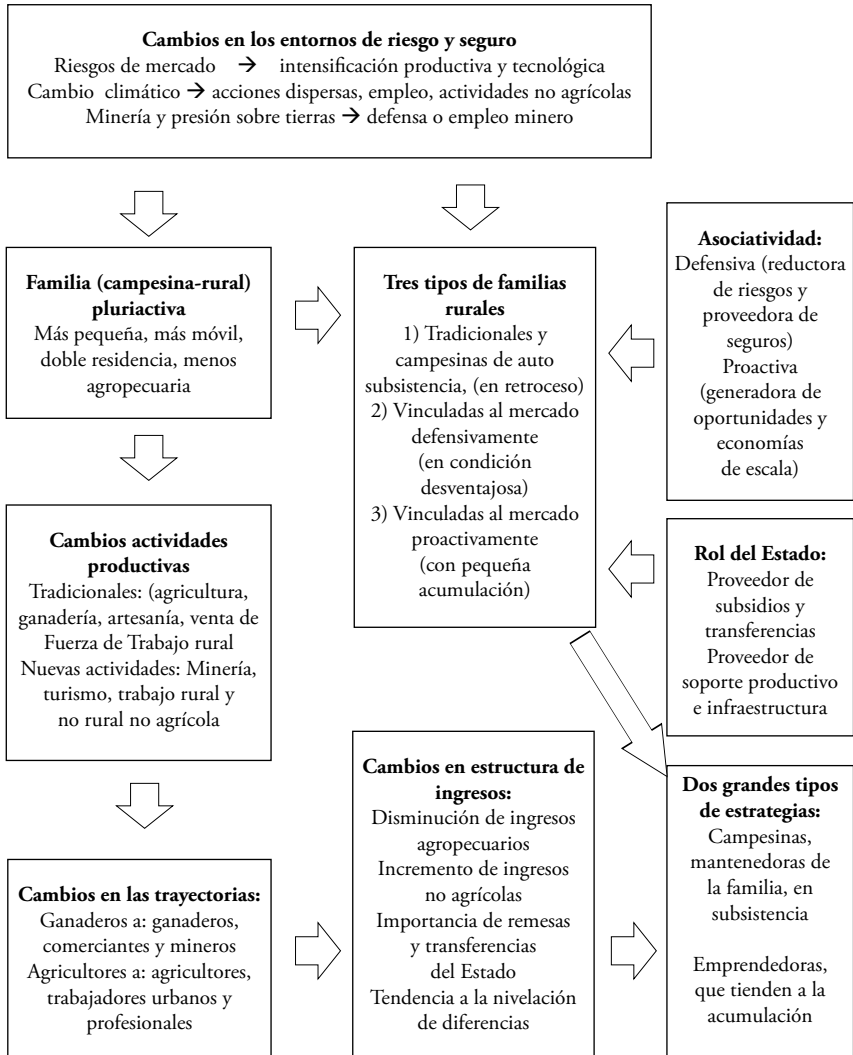 Cambios en los entornos de riesgo y seguro
Riesgos de mercado → intensificación productiva y tecnológica
Cambio climático → acciones dispersas, empleo, actividades no agrícolas
Minería y presión sobre tierras → defensa o empleo minero
Familia (campesina-rural)
pluriactiva
Más pequeña, más móvil,
doble residencia, menos
agropecuaria
Tres tipos de familias
rurales
1) Tradicionales y
campesinas de auto
subsistencia, (en retroceso)
2) Vinculadas al mercado
defensivamente
(en condición
desventajosa)
3) Vinculadas al mercado
proactivamente
(con pequeña
acumulación)
Asociatividad:
Defensiva (reductora
de riesgos y
proveedora de
seguros)
Proactiva
(generadora de
oportunidades y
economías
de escala)
Cambios actividades
productivas
Tradicionales: (agricultura,
ganadería, artesanía, venta de
Fuerza de Trabajo rural
Nuevas actividades: Minería,
turismo, trabajo rural y
no rural no agrícola
Rol del Estado:
Proveedor de
subsidios y
transferencias
Proveedor de
soporte productivo
e infraestructura
Cambios en las trayectorias:
Ganaderos a: ganaderos,
comerciantes y mineros
Agricultores a: agricultores,
trabajadores urbanos y
profesionales
Cambios en estructura de
ingresos:
Disminución de ingresos
agropecuarios
Incremento de ingresos
no agrícolas
Importancia de remesas
y transferencias
del Estado
Tendencia a la nivelación
de diferencias
Dos grandes tipos
de estrategias:
Campesinas,
mantenedoras de
la familia, en
subsistencia
Emprendedoras,
que tienden a la
acumulación